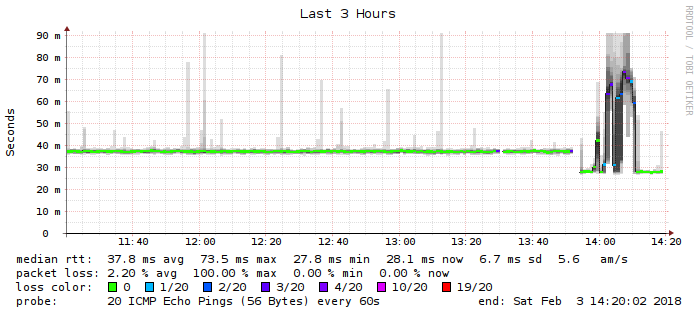 Last 3 Hours
RRDTOOL / TOBI OETIKER
Seconds
90 m
80 m
70 m
60 m
50 m
40 m
30 m
20 m
10 m
0
11:40 12:00 12:20 12:40 13:00 13:20 13:40 14:00 14:20
median rtt: 37.8 ms avg 73.5 ms max 27.8 ms min 28.1 ms now 6.7 ms sd 5.6 am/s
packet loss: 2.20 % avg 100.00 % max 0.00 % min 0.00 % now
loss color: 0 1/20 2/20 3/20 4/20 10/20 19/20
probe: 20 ICMP Echo Pings (56 Bytes) every 60s end: Sat Feb 3 14:20:02 2018